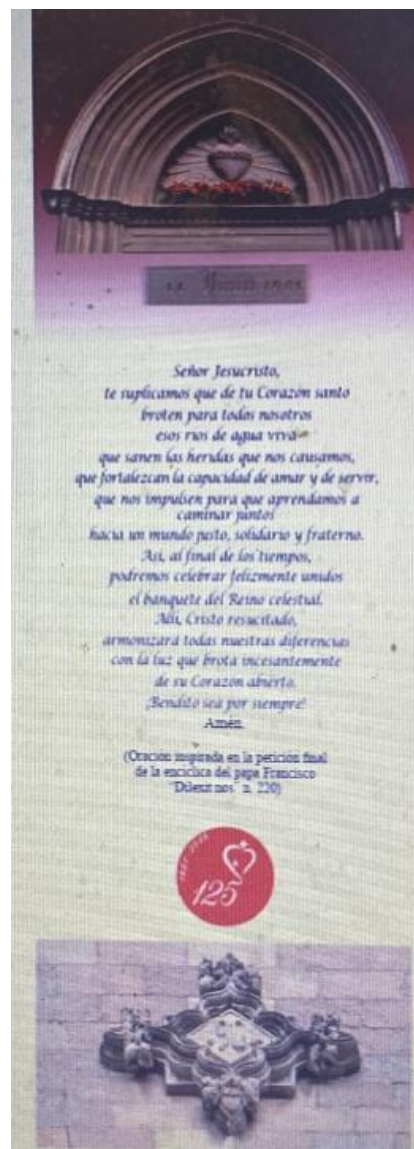 Señor Jesucristo,
te suplicamos que de tu Corazón santo
broten para todos nosotros
esos ríos de agua viva
que sanen las heridas que nos causamos,
que fortalezcan la capacidad de amar y de servir,
que nos impulsen para que aprendamos a
caminar juntos
hacia un mundo justo, solidario y fraterno.
Así, al final de los tiempos,
podremos celebrar felizmente unidos
el banquete del Reino celestial.
Allí, Cristo resucitado,
armonizará todas nuestras diferencias
con la luz que brota incesantemente
de su Corazón abierto.
¡Bendito sea por siempre!
Amén.
(Oración inspirada en la petición final
de la encíclica del papa Francisco
"Dilexit nos" n. 220)
125